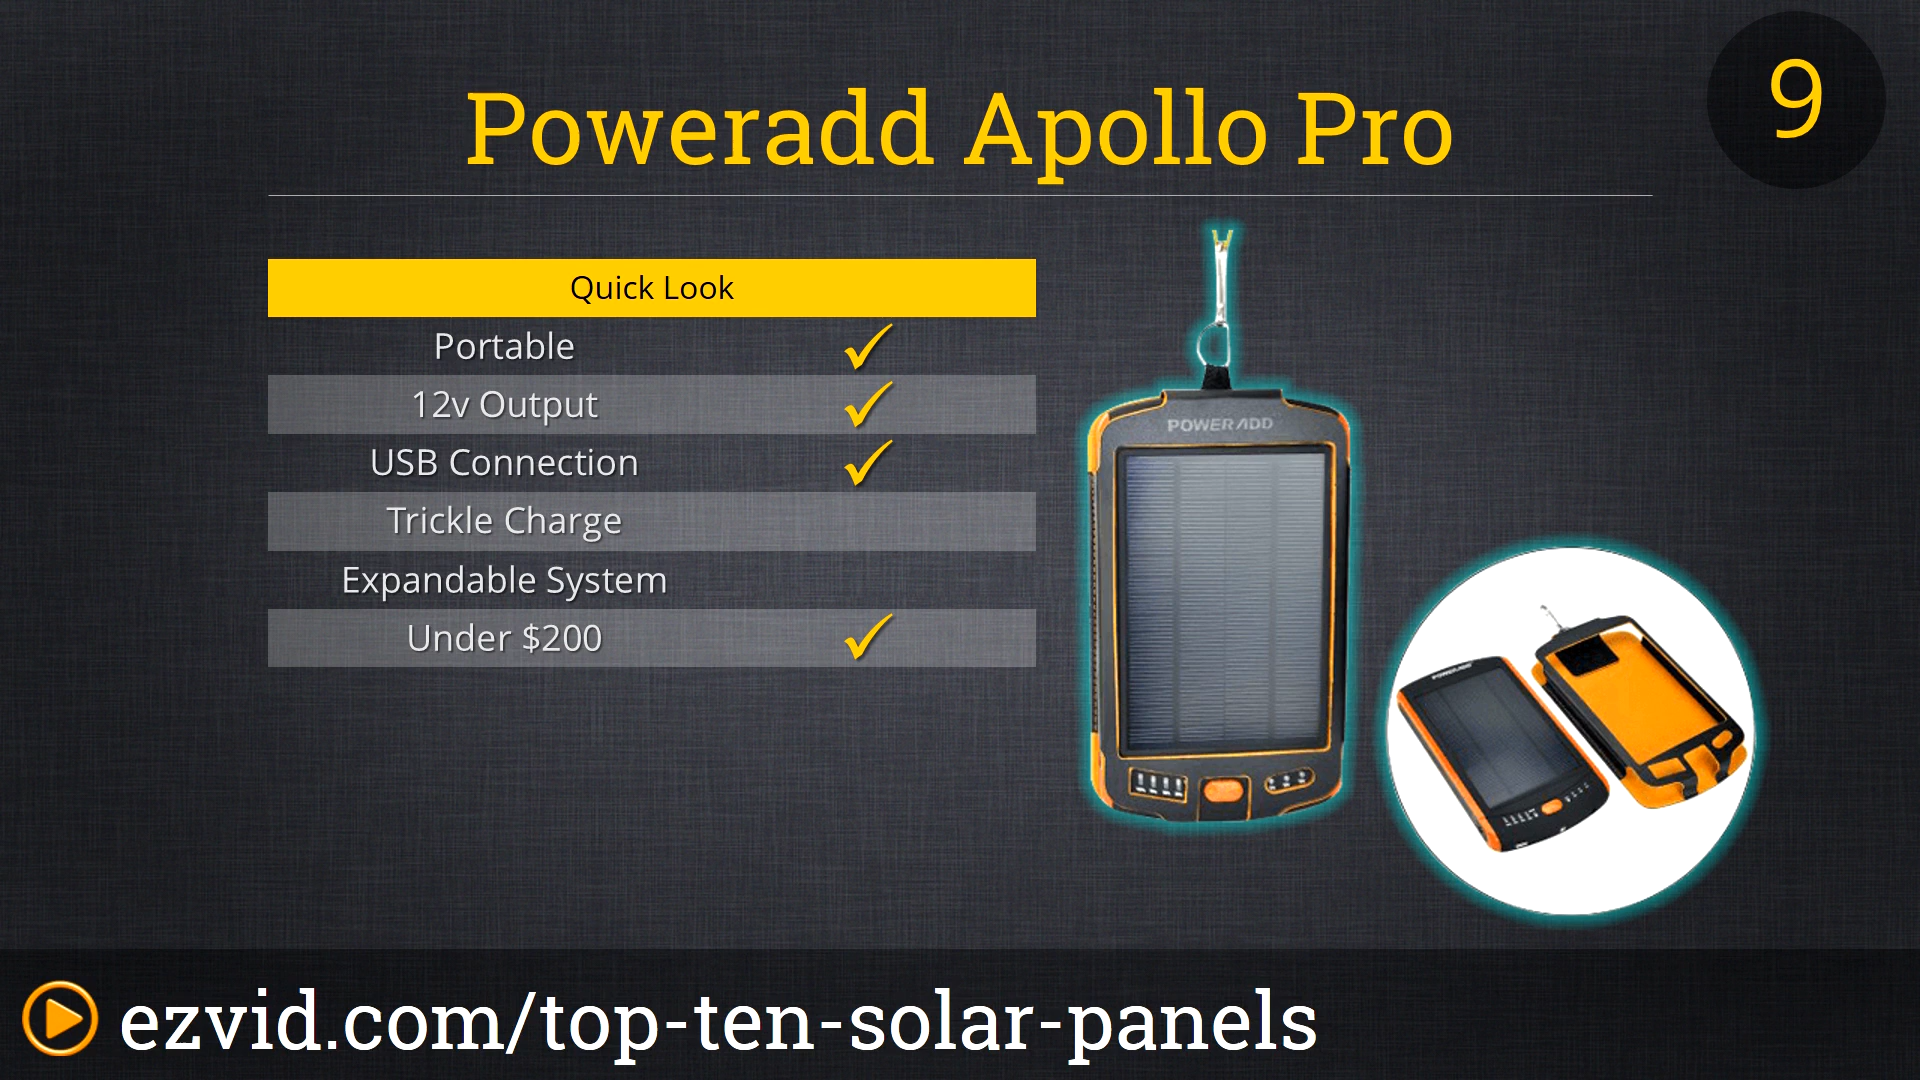 9
Poweradd Apollo Pro
Quick Look
Portable
12v Output
USB Connection
Trickle Charge
Expandable System
Under $200
POWERADD
POWERADD
ezvid.com/top-ten-solar-panels